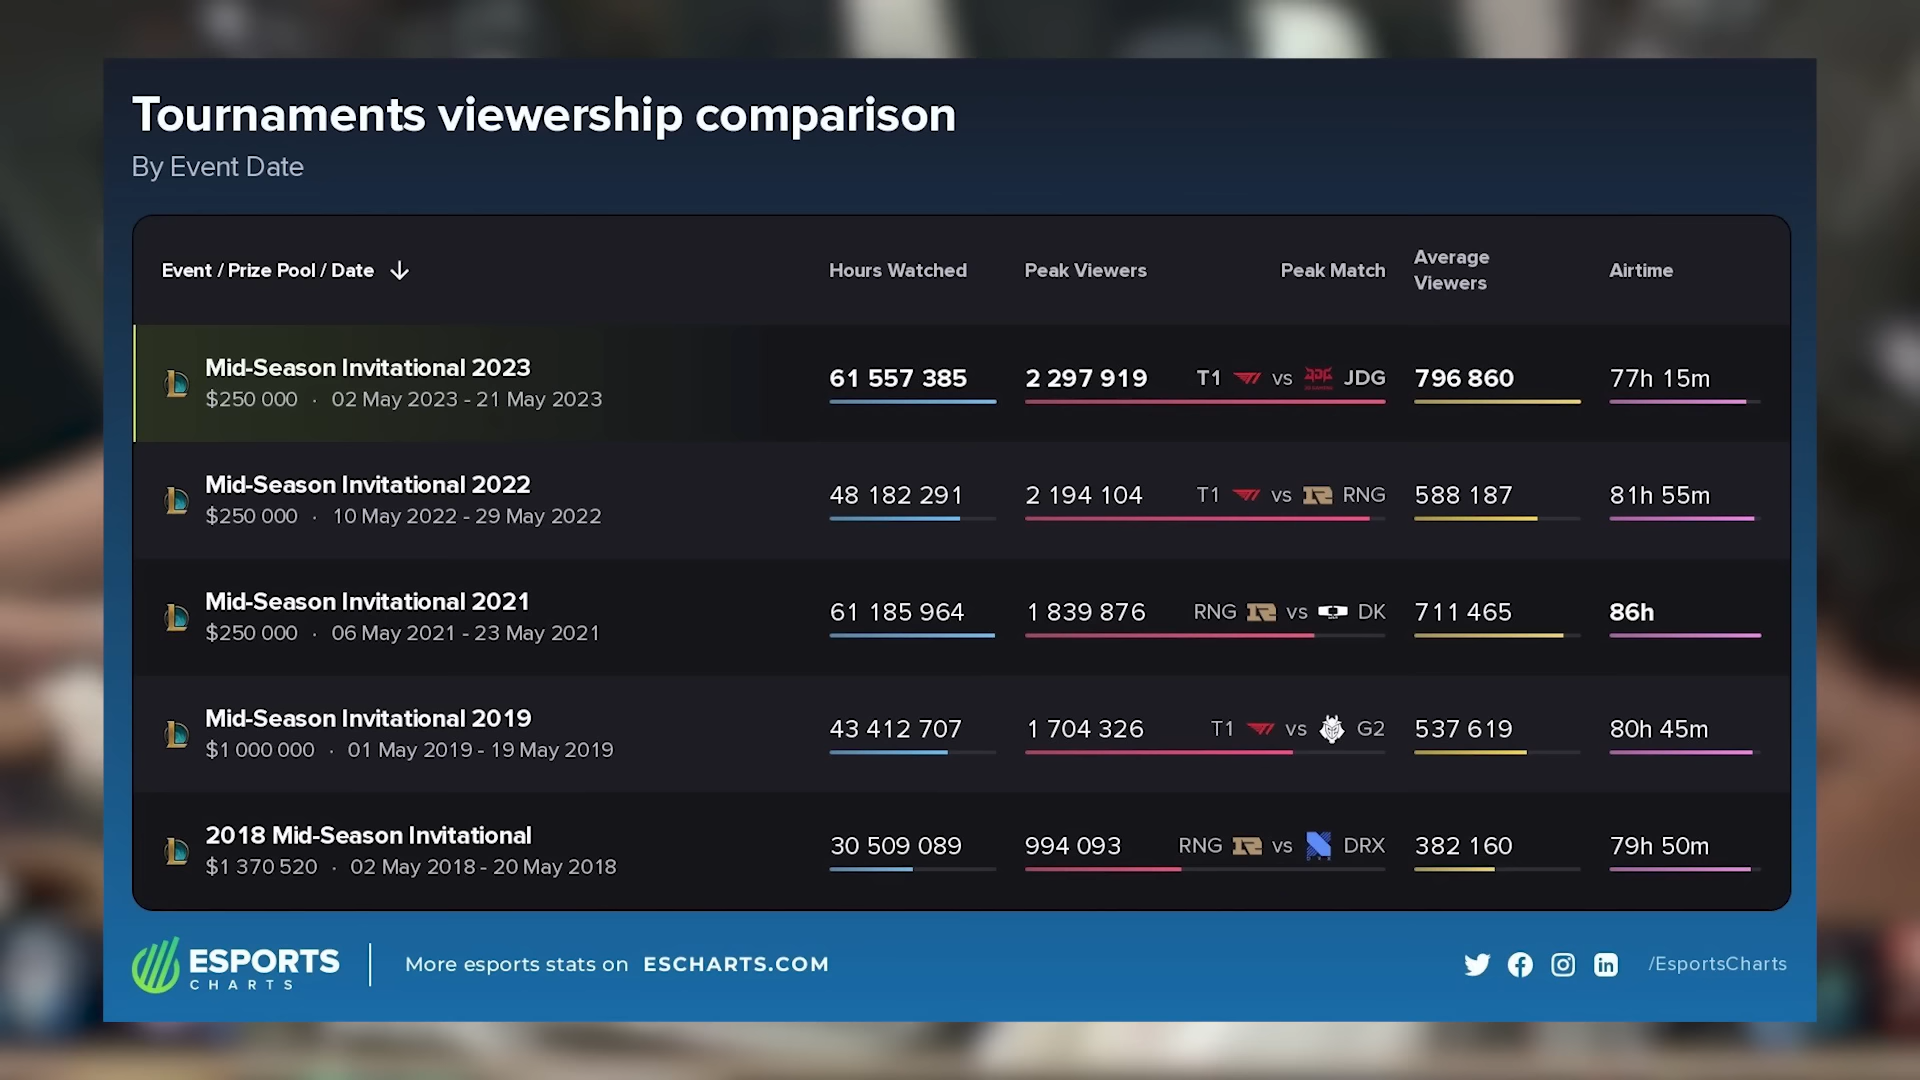 Tournaments viewership comparison
By Event Date
Event / Prize Pool / Date ↓ Hours Watched Peak Viewers Peak Match Average Viewers Airtime
Mid-Season Invitational 2023
$250 000 · 02 May 2023 - 21 May 2023
61 557 385 2 297 919 T1 vs JDG 796 860 77h 15m
Mid-Season Invitational 2022
$250 000 · 10 May 2022 - 29 May 2022
48 182 291 2 194 104 T1 vs RNG 588 187 81h 55m
Mid-Season Invitational 2021
$250 000 · 06 May 2021 - 23 May 2021
61 185 964 1 839 876 RNG vs DK 711 465 86h
Mid-Season Invitational 2019
$1 000 000 · 01 May 2019 - 19 May 2019
43 412 707 1 704 326 T1 vs G2 537 619 80h 45m
2018 Mid-Season Invitational
$1 370 520 · 02 May 2018 - 20 May 2018
30 509 089 994 093 RNG vs DRX 382 160 79h 50m
ESPORTS
CHARTS
More esports stats on ESCHARTS.COM
/EsportsCharts